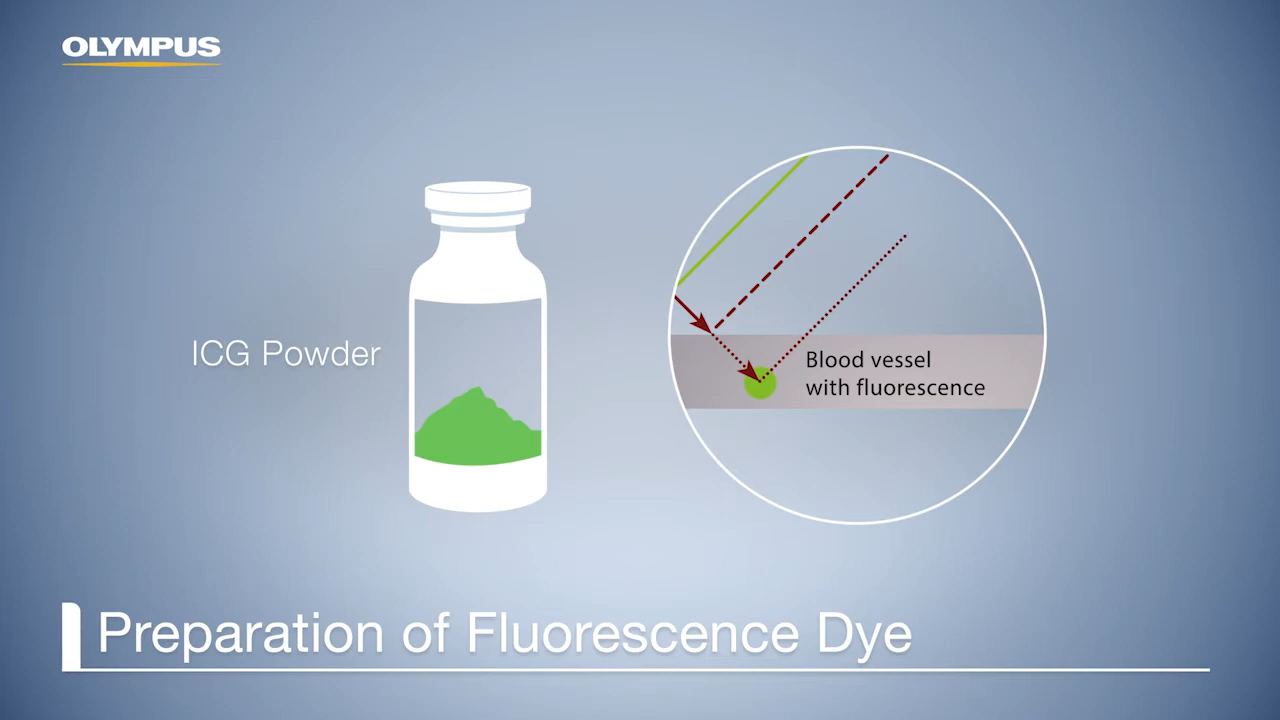 OLYMPUS
ICG Powder
Blood vessel
with fluorescence
Preparation of Fluorescence Dye